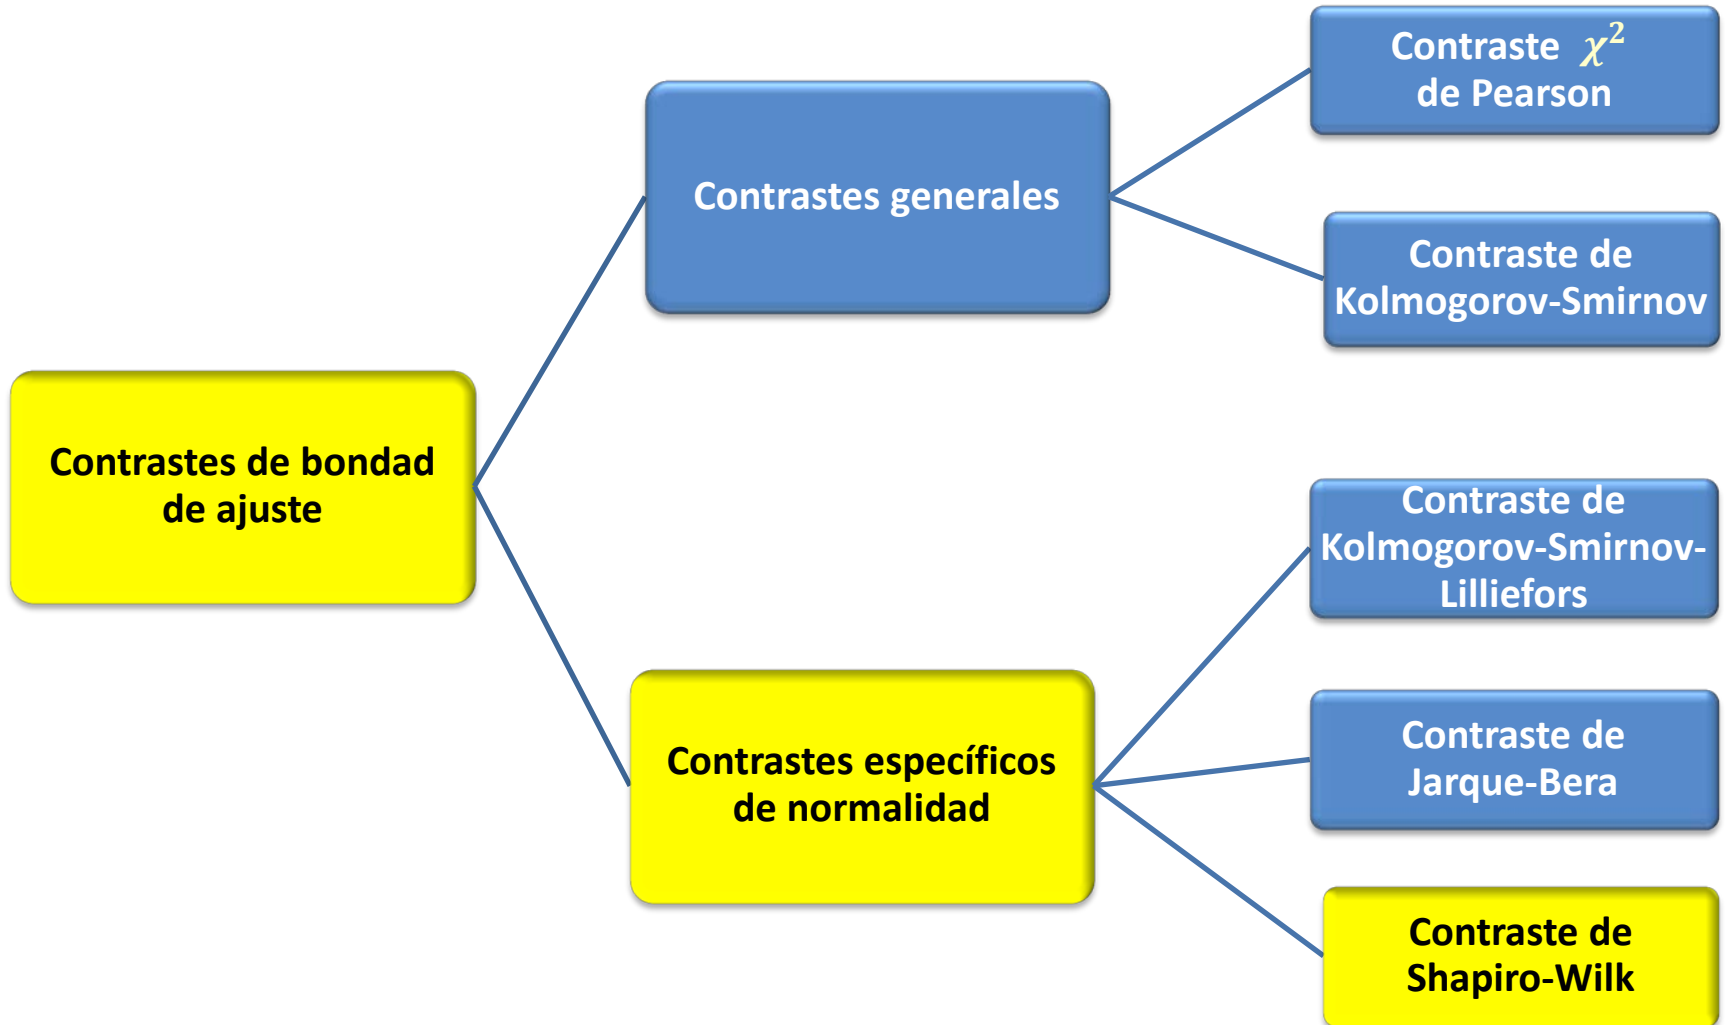 Contraste χ²
de Pearson
Contrastes generales
Contraste de
Kolmogorov-Smirnov
Contrastes de bondad
de ajuste
Contraste de
Kolmogorov-Smirnov-
Lilliefors
Contrastes específicos
de normalidad
Contraste de
Jarque-Bera
Contraste de
Shapiro-Wilk